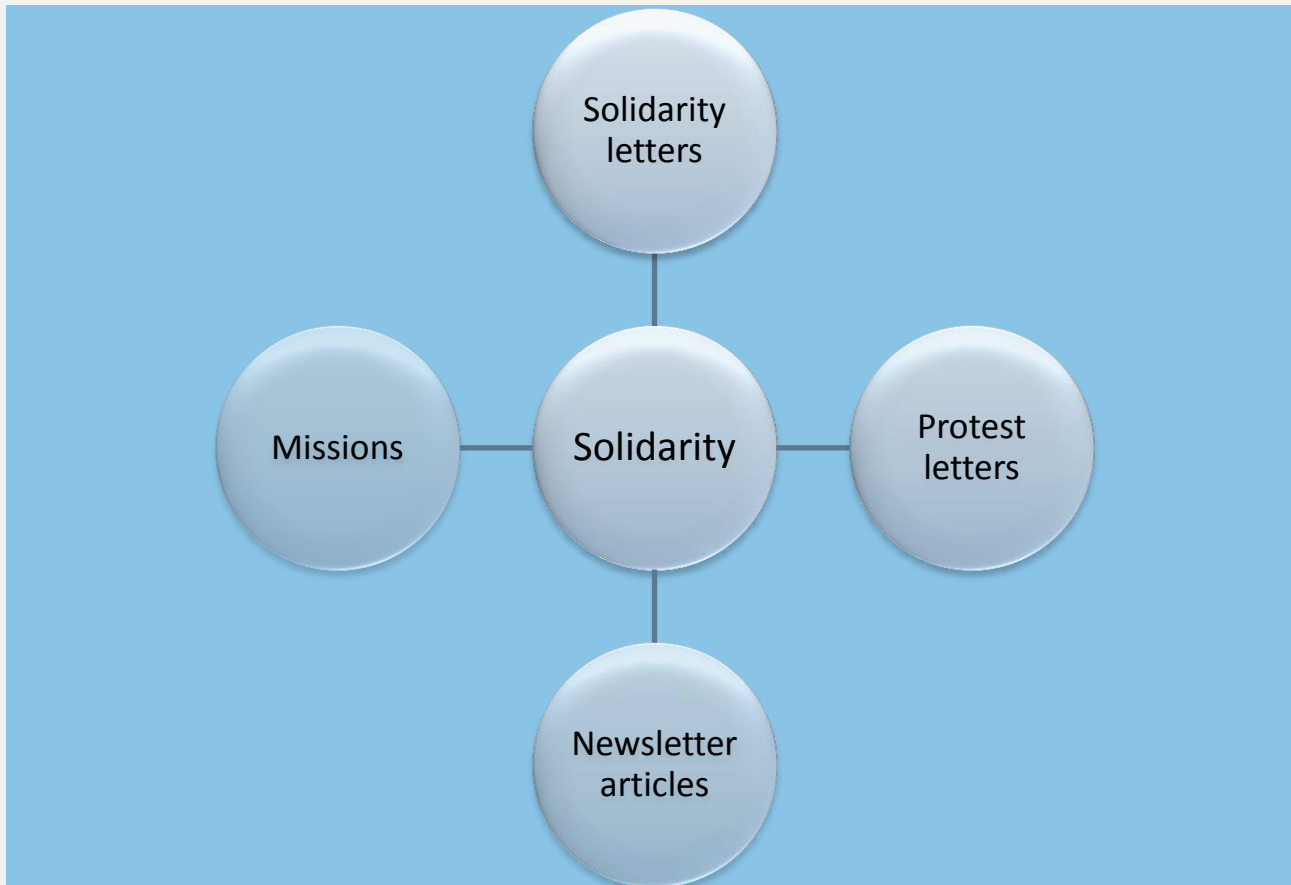 Solidarity
letters
Missions
Solidarity
Protest
letters
Newsletter
articles